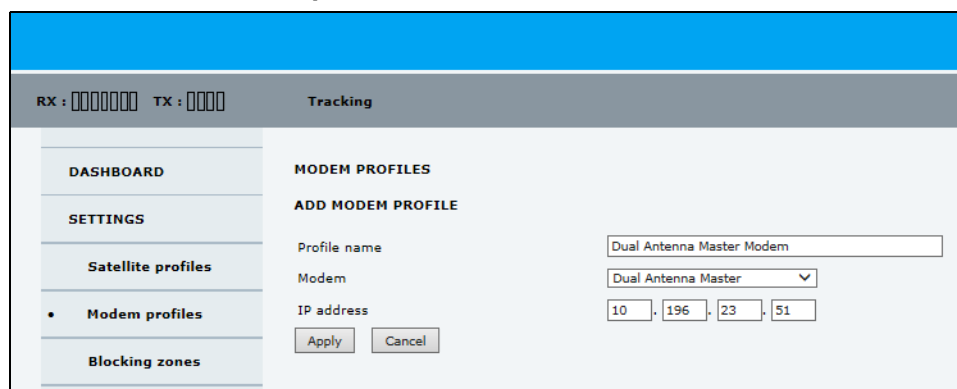 RX : TX : Tracking
DASHBOARD
SETTINGS
Satellite profiles
• Modem profiles
Blocking zones
MODEM PROFILES
ADD MODEM PROFILE
Profile name Dual Antenna Master Modem
Modem Dual Antenna Master
IP address 10 . 196 . 23 . 51
Apply Cancel